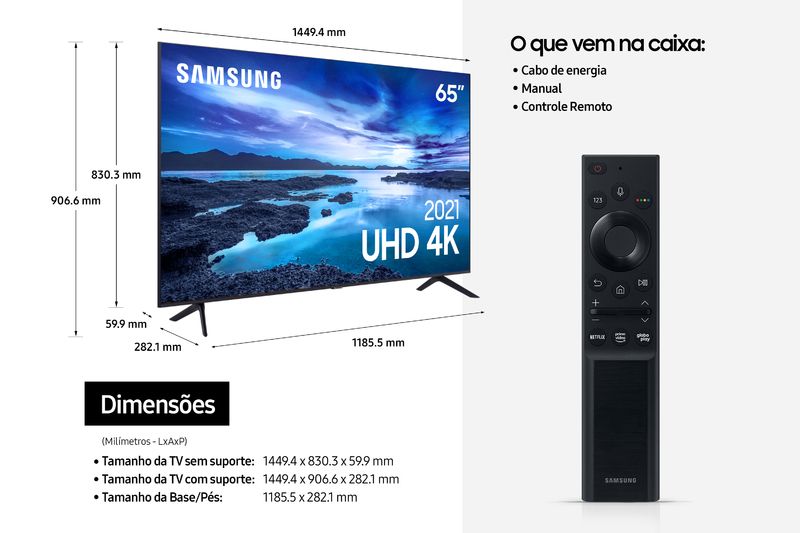 1449.4 mm
SAMSUNG
65"
830.3 mm
906.6 mm
2021
UHD 4K
59.9 mm
282.1 mm
1185.5 mm
Dimensões
(Milímetros - LxAxP)
• Tamanho da TV sem suporte: 1449.4 x 830.3 x 59.9 mm
• Tamanho da TV com suporte: 1449.4 x 906.6 x 282.1 mm
• Tamanho da Base/Pés: 1185.5 x 282.1 mm
O que vem na caixa:
• Cabo de energia
• Manual
• Controle Remoto
123
NETFLIX
prime video
globo play
SAMSUNG